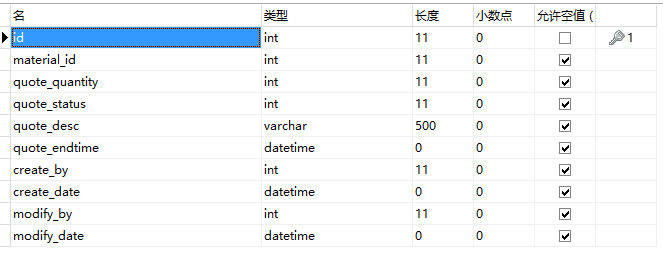 名 类型 长度 小数点 允许空值 (
id int 11 0 1
material_id int 11 0
quote_quantity int 11 0
quote_status int 11 0
quote_desc varchar 500 0
quote_endtime datetime 0 0
create_by int 11 0
create_date datetime 0 0
modify_by int 11 0
modify_date datetime 0 0